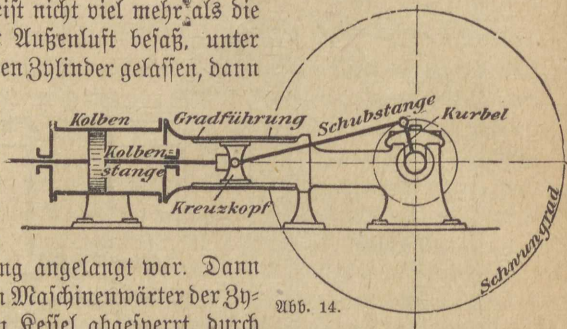 eist nicht viel mehr als die
r Außenluft besaß, unter
en Zylinder gelassen, dann
Kolben
Gradführung
Schubstange
Kurbel
Kolben=
stange
Kreuzkopf
Schwungrad
ng angelangt war. Dann
n Maschinenwärter der Zy=
Abb. 14.
n Kessel abgesperrt, durch